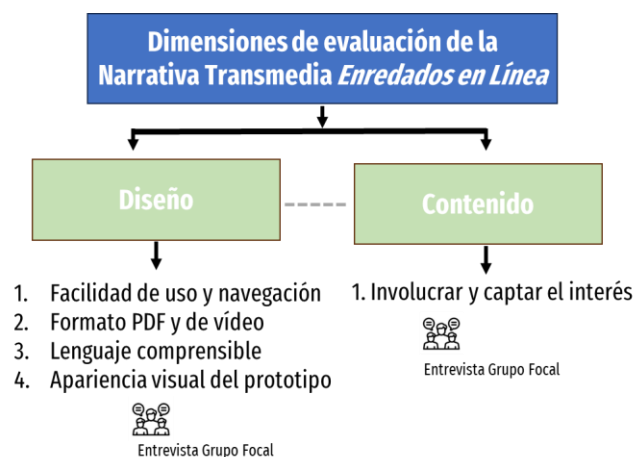 Dimensiones de evaluación de la
Narrativa Transmedia Enredados en Línea
Diseño
Contenido
1. Facilidad de uso y navegación
2. Formato PDF y de vídeo
3. Lenguaje comprensible
4. Apariencia visual del prototipo
Entrevista Grupo Focal
1. Involucrar y captar el interés
Entrevista Grupo Focal